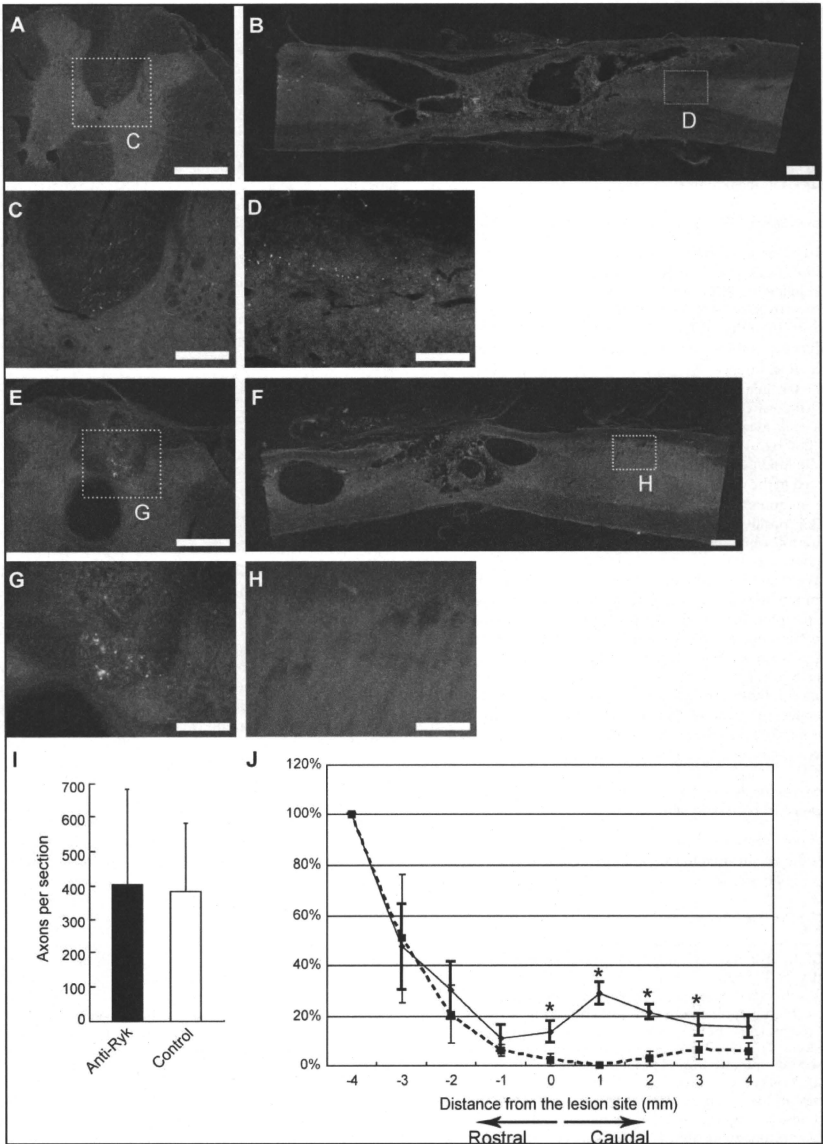 A
B
C
D
C
D
E
F
G
H
G
H
I
J
Axons per section
700
600
500
400
300
200
100
0
Anti-Ryk
Control
120%
100%
80%
60%
40%
20%
0%
*
*
*
*
-4
-3
-2
-1
0
1
2
3
4
Distance from the lesion site (mm)
Rostral
Caudal